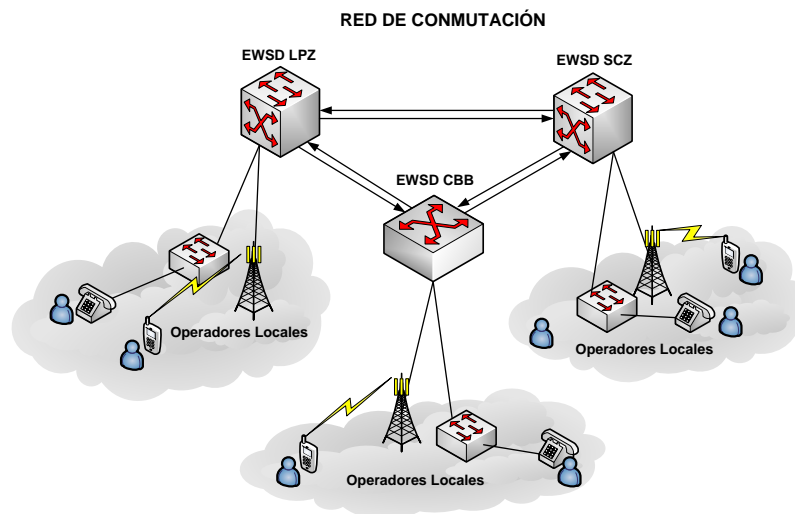 RED DE CONMUTACIÓN
EWSD LPZ
EWSD SCZ
EWSD CBB
Operadores Locales
Operadores Locales
Operadores Locales